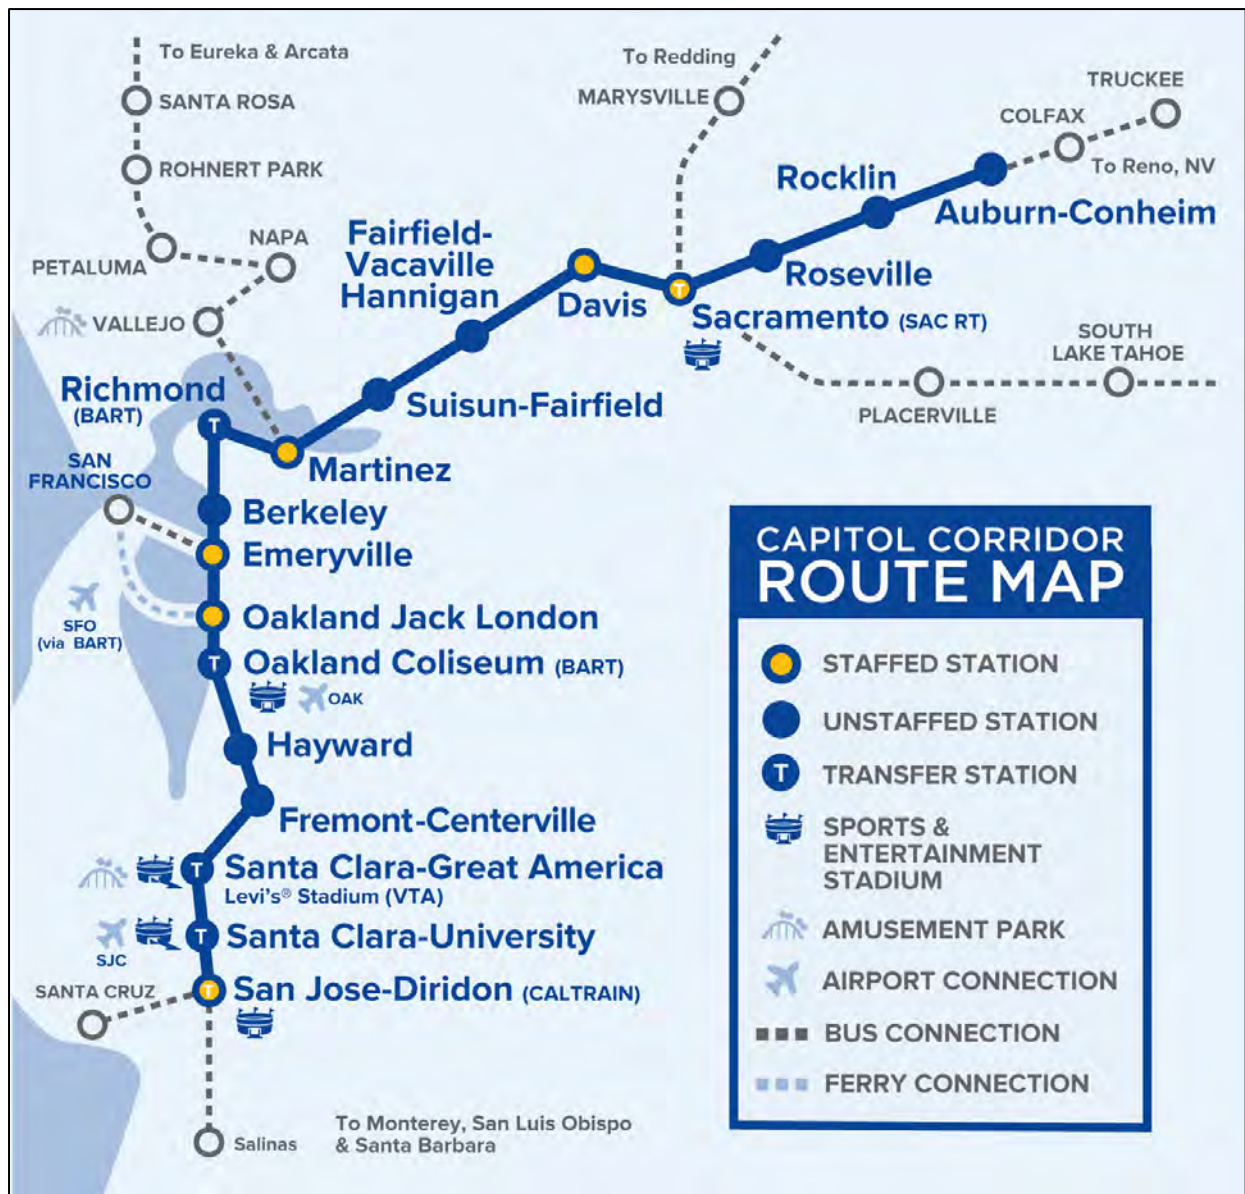 To Eureka & Arcata
SANTA ROSA
ROHNERT PARK
PETALUMA
NAPA
VALLEJO
To Redding
MARYSVILLE
TRUCKEE
COLFAX
To Reno, NV
Rocklin
Auburn-Conheim
Roseville
Fairfield-
Vacaville
Hannigan
Davis
Sacramento (SAC RT)
T
SOUTH
LAKE TAHOE
PLACERVILLE
Richmond
(BART)
T
Suisun-Fairfield
Martinez
SAN
FRANCISCO
Berkeley
Emeryville
SFO
(via BART)
Oakland Jack London
T
Oakland Coliseum (BART)
OAK
Hayward
Fremont-Centerville
T
Santa Clara-Great America
Levi's® Stadium (VTA)
T
Santa Clara-University
SJC
SANTA CRUZ
T
San Jose-Diridon (CALTRAIN)
Salinas
To Monterey, San Luis Obispo
& Santa Barbara
CAPITOL CORRIDOR
ROUTE MAP
STAFFED STATION
UNSTAFFED STATION
T
TRANSFER STATION
SPORTS &
ENTERTAINMENT
STADIUM
AMUSEMENT PARK
AIRPORT CONNECTION
BUS CONNECTION
FERRY CONNECTION